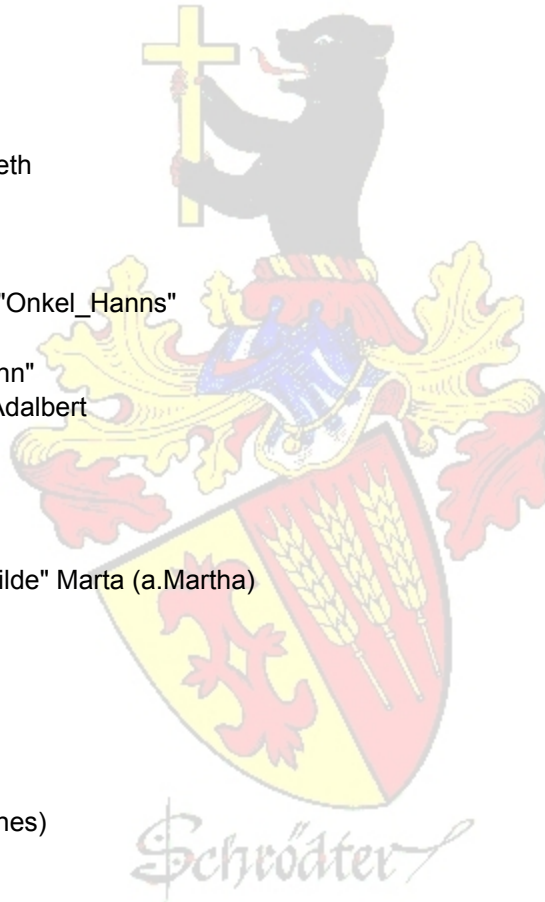 eth
"Onkel_Hanns"
nn"
Adalbert
ilde" Marta (a.Martha)
nes)
Schrödter